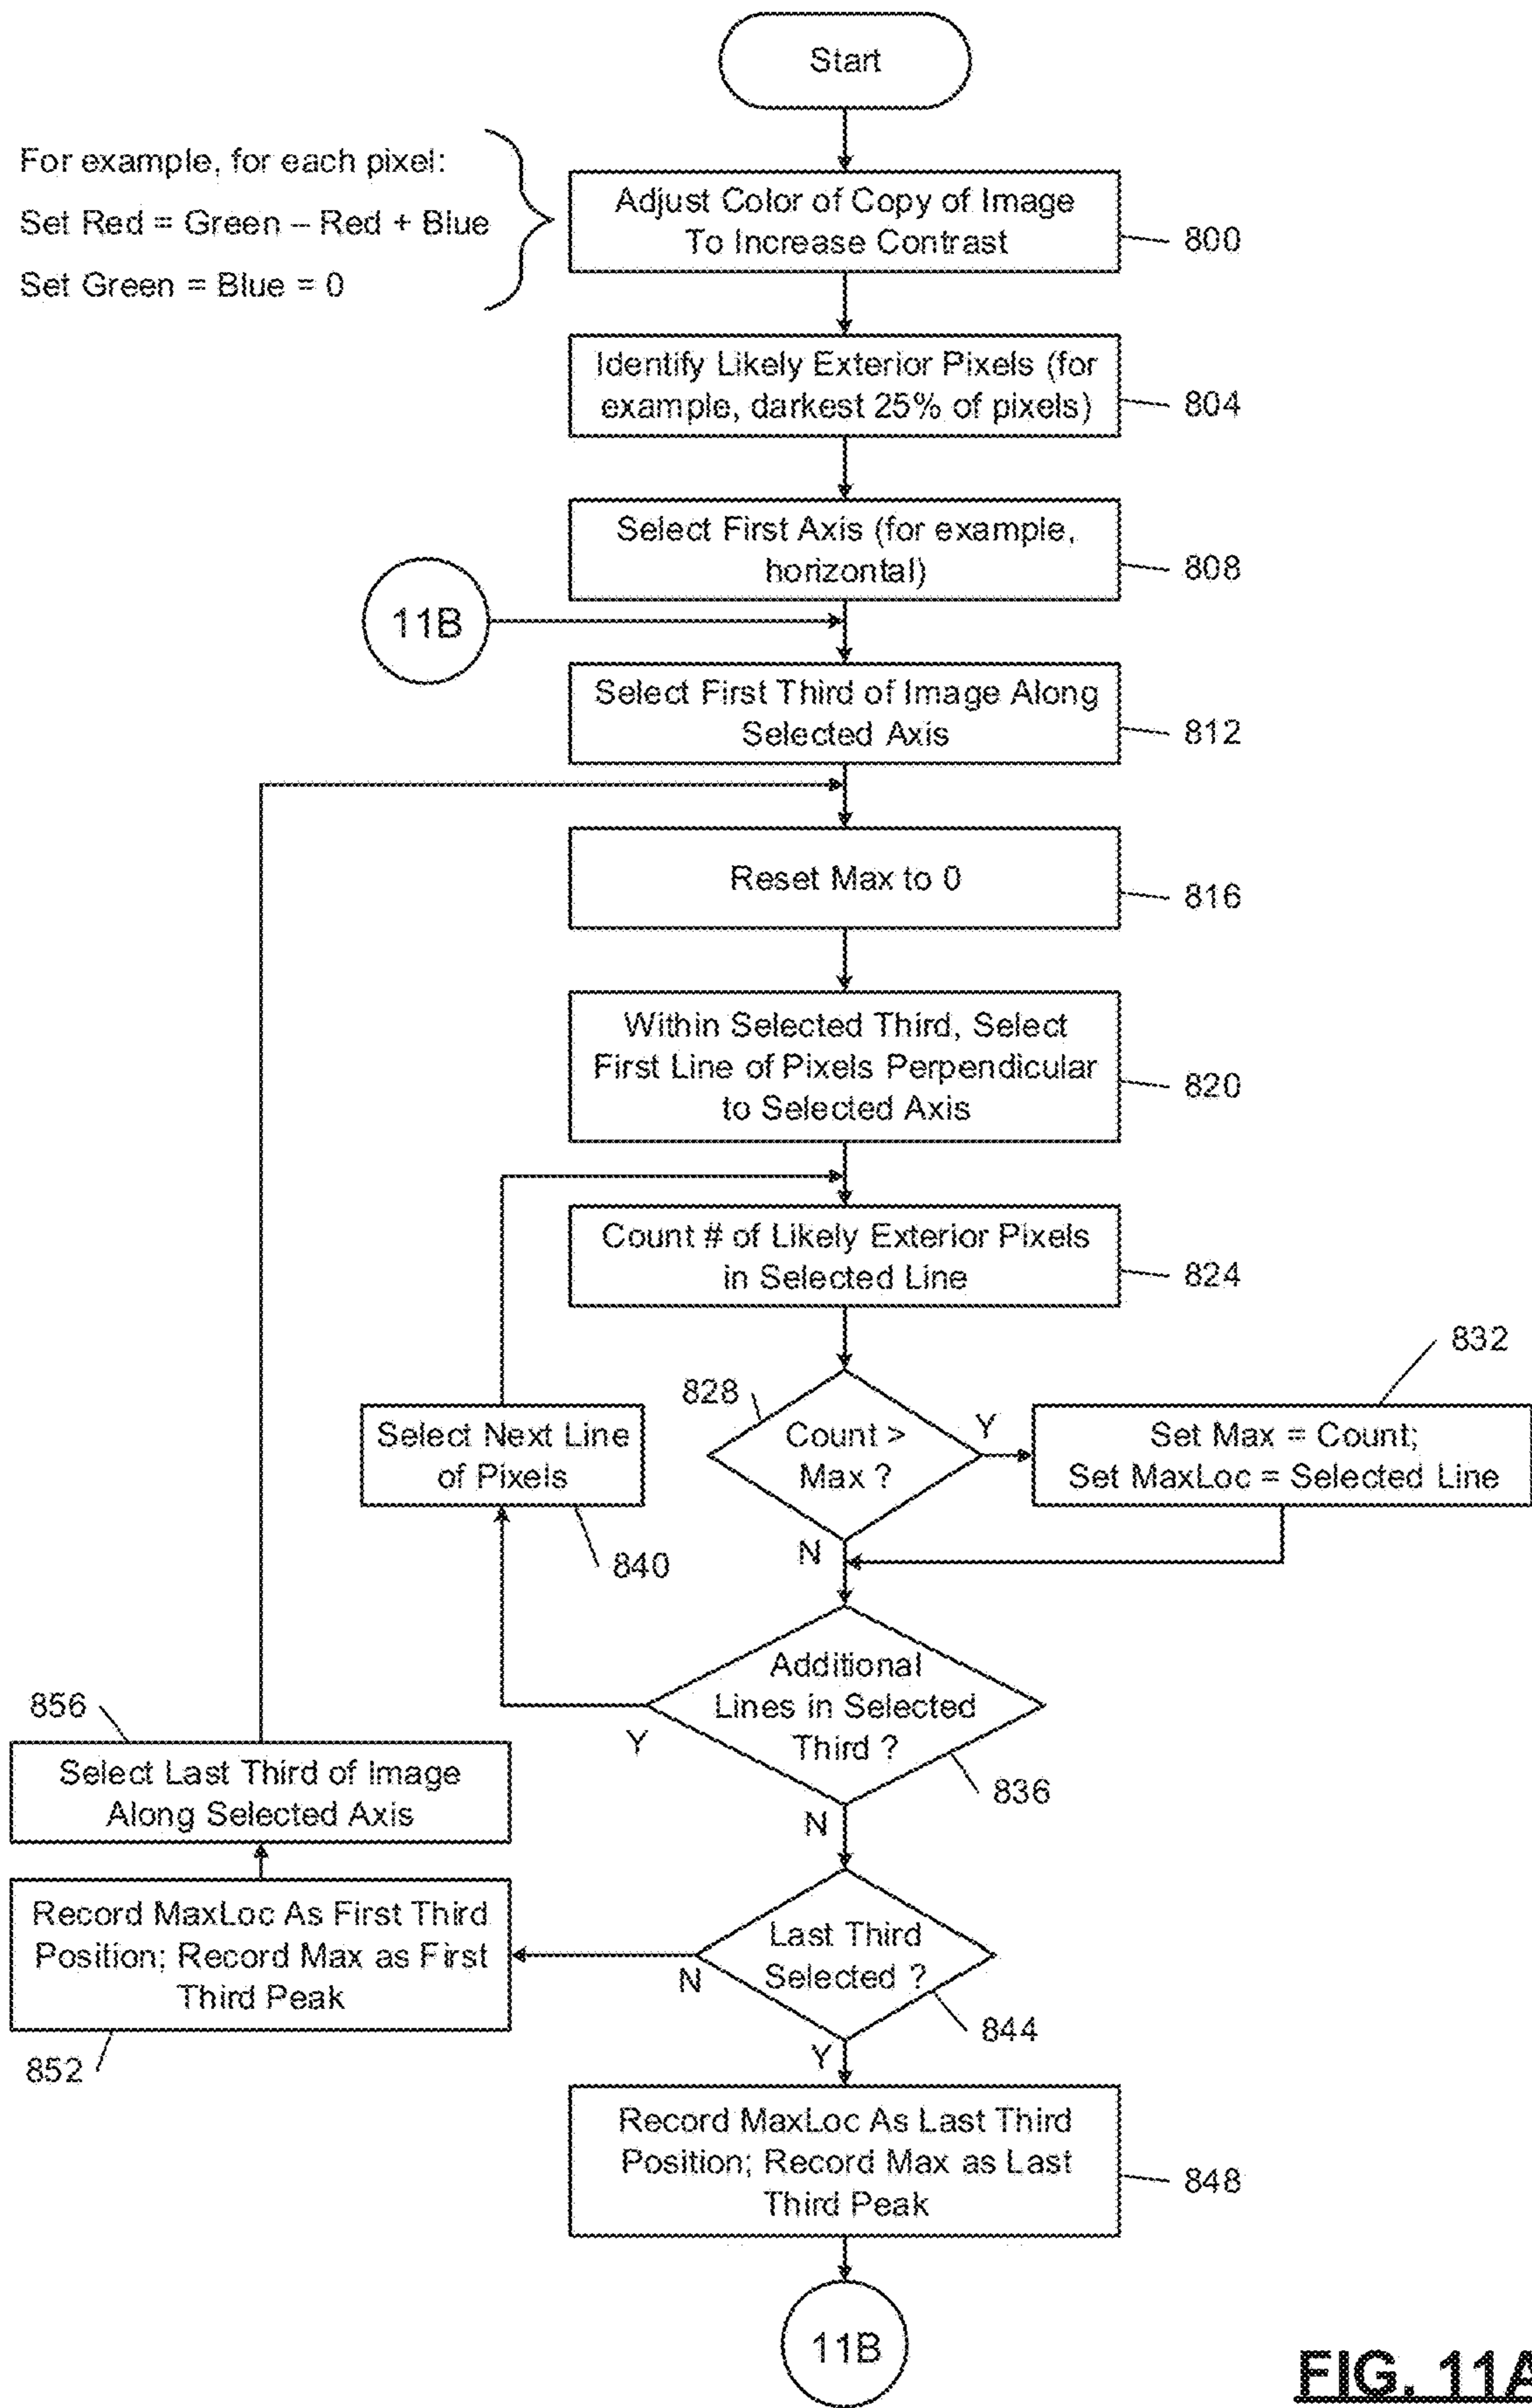 Start
For example, for each pixel:
Set Red = Green – Red + Blue
Set Green = Blue = 0
Adjust Color of Copy of Image
To Increase Contrast
800
Identify Likely Exterior Pixels (for
example, darkest 25% of pixels)
804
Select First Axis (for example,
horizontal)
808
11B
Select First Third of Image Along
Selected Axis
812
Reset Max to 0
816
Within Selected Third, Select
First Line of Pixels Perpendicular
to Selected Axis
820
Count # of Likely Exterior Pixels
in Selected Line
824
828
Count >
Max ?
Y
N
832
Set Max = Count;
Set MaxLoc = Selected Line
Select Next Line
of Pixels
840
Additional
Lines in Selected
Third ?
Y
N
836
856
Select Last Third of Image
Along Selected Axis
Record MaxLoc As First Third
Position; Record Max as First
Third Peak
852
Last Third
Selected ?
N
Y
844
Record MaxLoc As Last Third
Position; Record Max as Last
Third Peak
848
11B
FIG. 11A